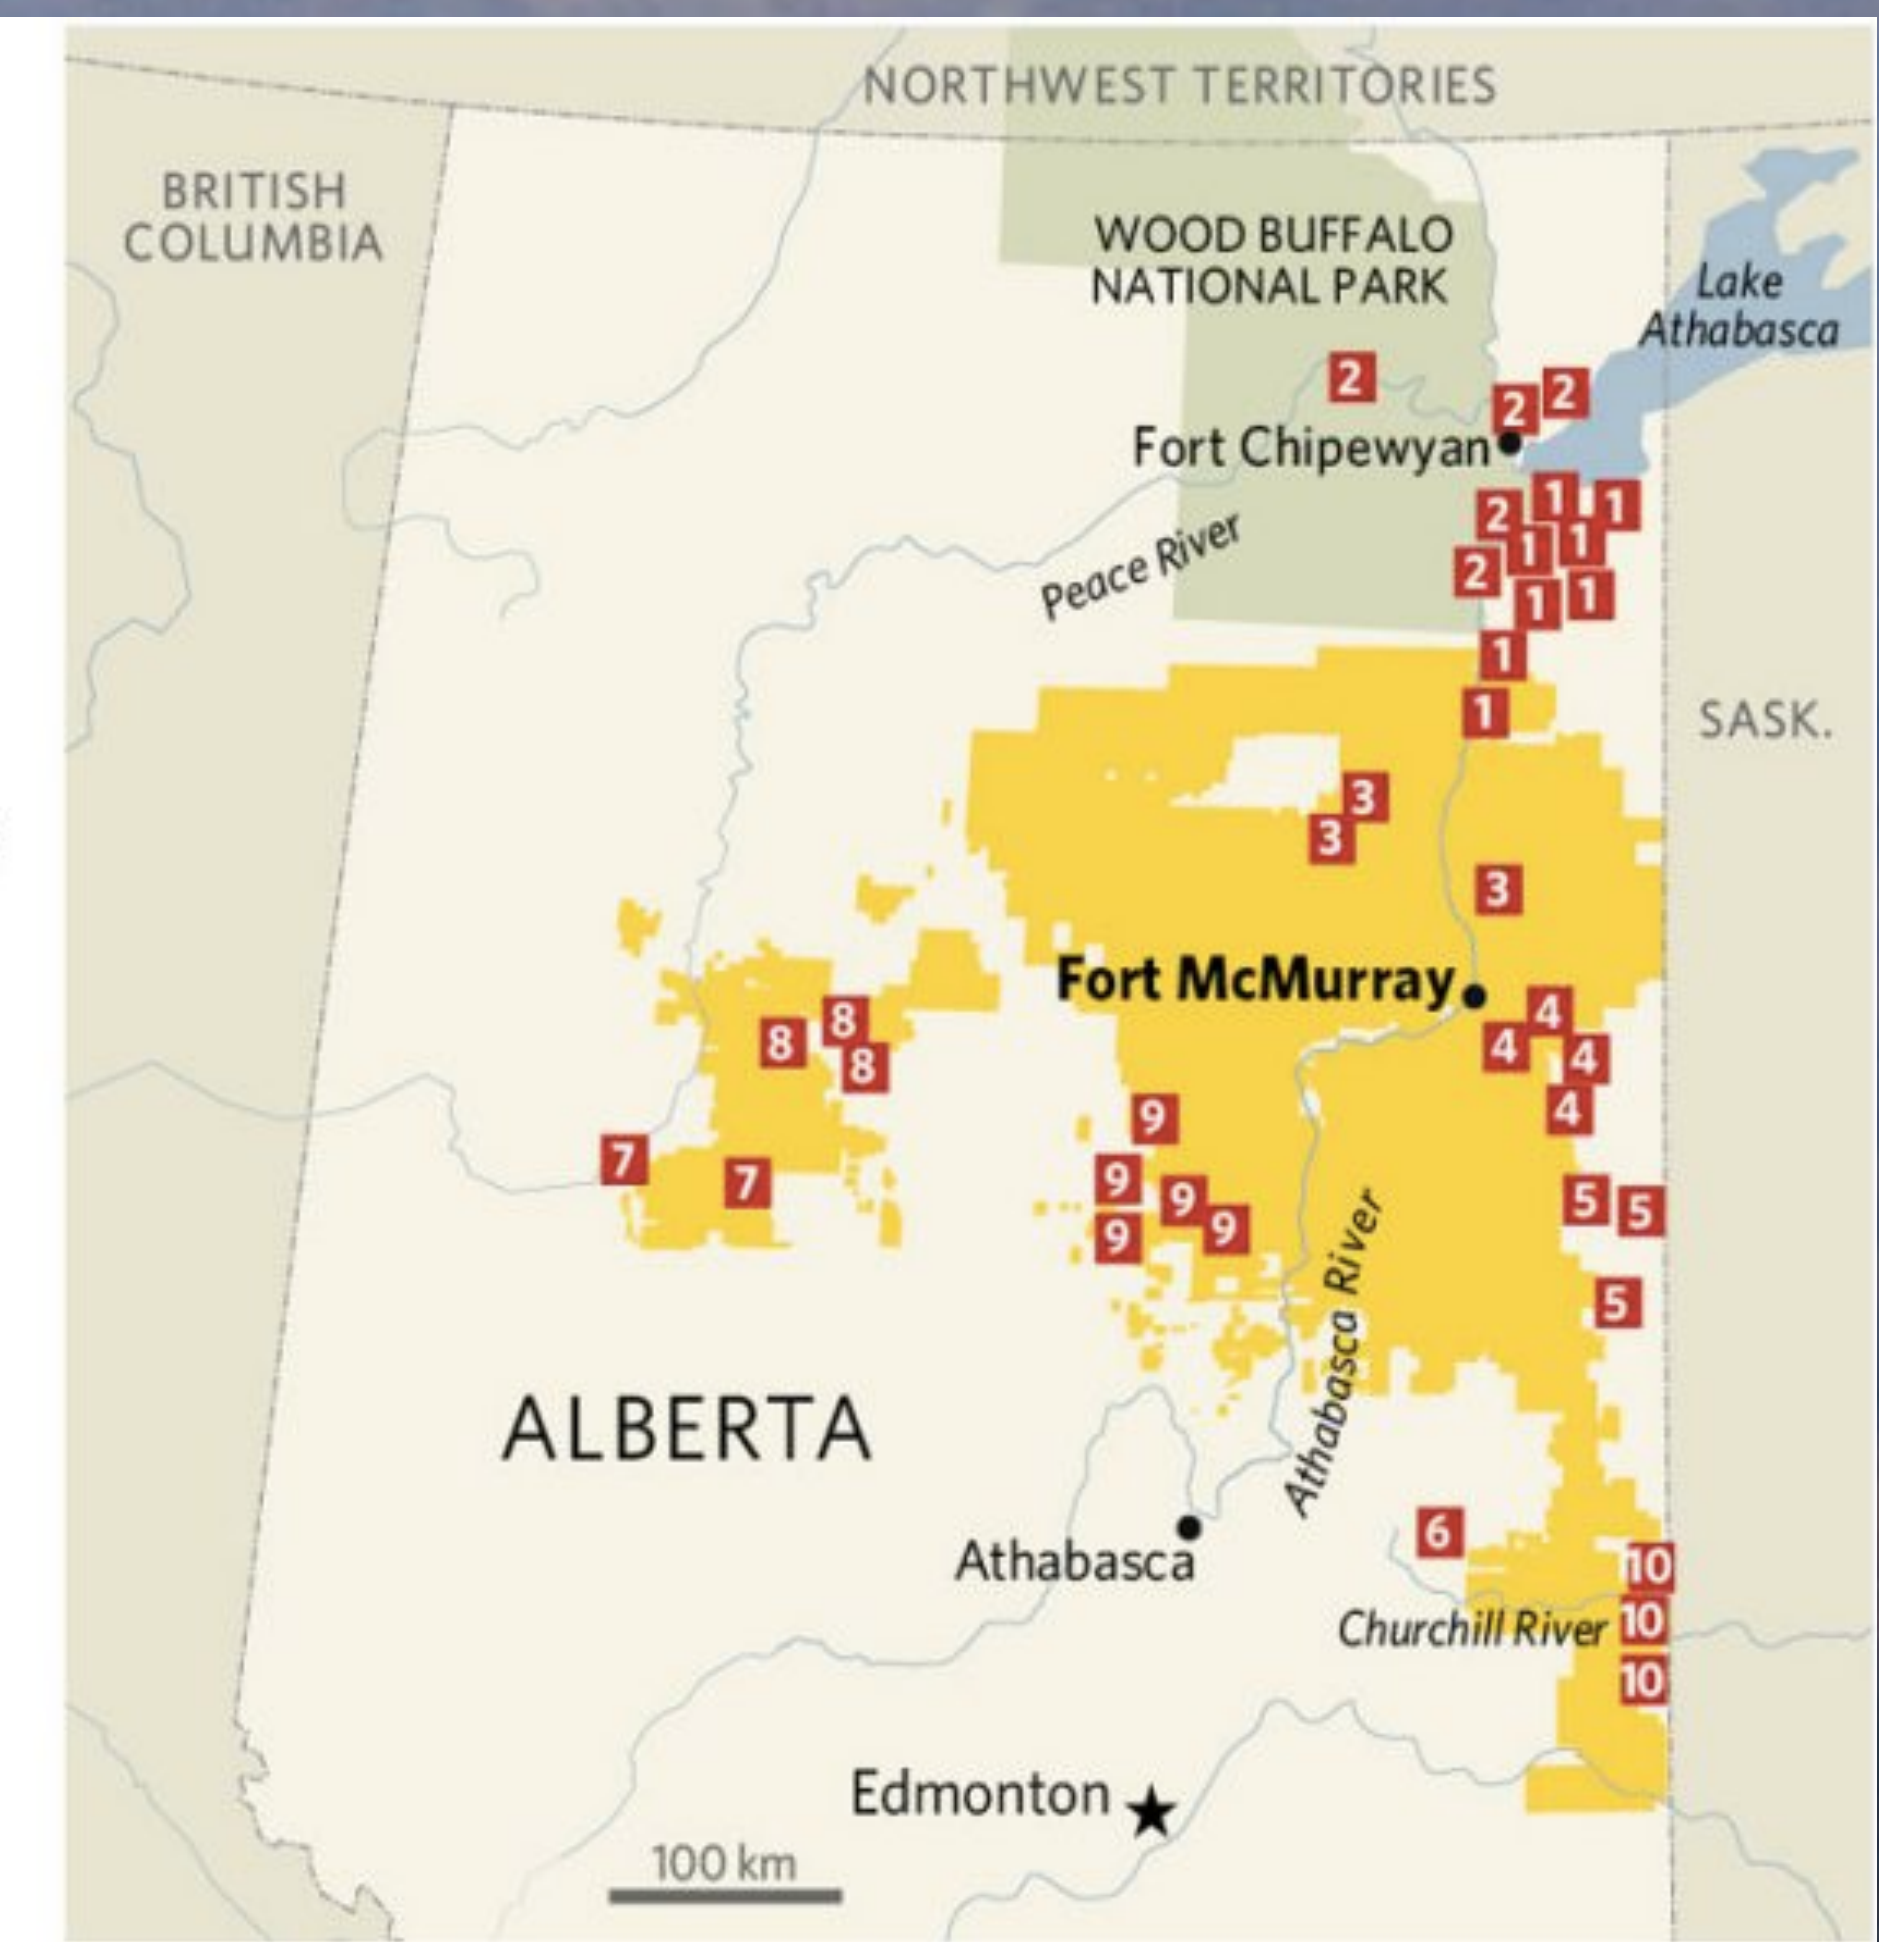 NORTHWEST TERRITORIES
BRITISH
COLUMBIA
WOOD BUFFALO
NATIONAL PARK
Lake
Athabasca
2
2
2
Fort Chipewyan
1
1
2
1
1
2
1
1
Peace River
1
1
SASK.
3
3
3
Fort McMurray
4
8
8
4
4
8
4
9
7
9
7
9
5
5
9
9
5
Athabasca River
ALBERTA
6
Athabasca
10
Churchill River
10
10
Edmonton
100 km